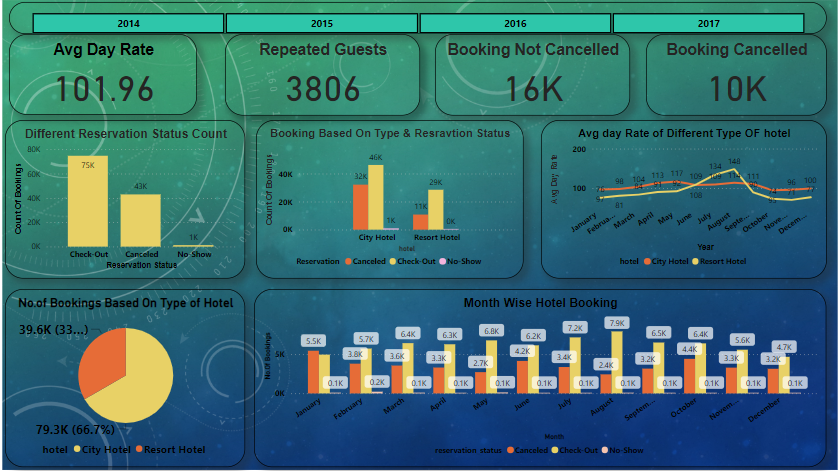 2014 2015 2016 2017
Avg Day Rate
101.96
Repeated Guests
3806
Booking Not Cancelled
16K
Booking Cancelled
10K
Different Reservation Status Count
Count Of Bookings
80K
60K
40K
20K
0K
75K
43K
1K
Check-Out Canceled No-Show
Reservation Status
Booking Based On Type & Resravtion Status
Count Of Bookings
40K
20K
0K
32K
46K
1K
11K
29K
0K
City Hotel Resort Hotel
hotel
Reservation Canceled Check-Out No-Show
Avg day Rate of Different Type OF hotel
Avg Day Rate
200
100
98 104 113 117 109 134 148 111 96 100
81 84 108 114
January Februa... March April May June July August Septe... October Nove... Decem...
Year
hotel City Hotel Resort Hotel
No.of Bookings Based On Type of Hotel
39.6K (33...)
79.3K (66.7%)
hotel City Hotel Resort Hotel
Month Wise Hotel Booking
No.of Bookings
5K
0K
5.5K 5.7K 6.4K 6.3K 6.8K 6.2K 7.2K 7.9K 6.5K 6.4K 5.6K 4.7K
3.8K 3.6K 3.3K 2.7K 4.2K 3.4K 2.4K 3.2K 4.4K 3.3K 3.2K
0.1K 0.2K 0.1K 0.1K 0.1K 0.1K 0.1K 0.1K 0.1K 0.1K 0.1K 0.1K
January February March April May June July August Septem... October Novem... December
Month
reservation status Canceled Check-Out No-Show